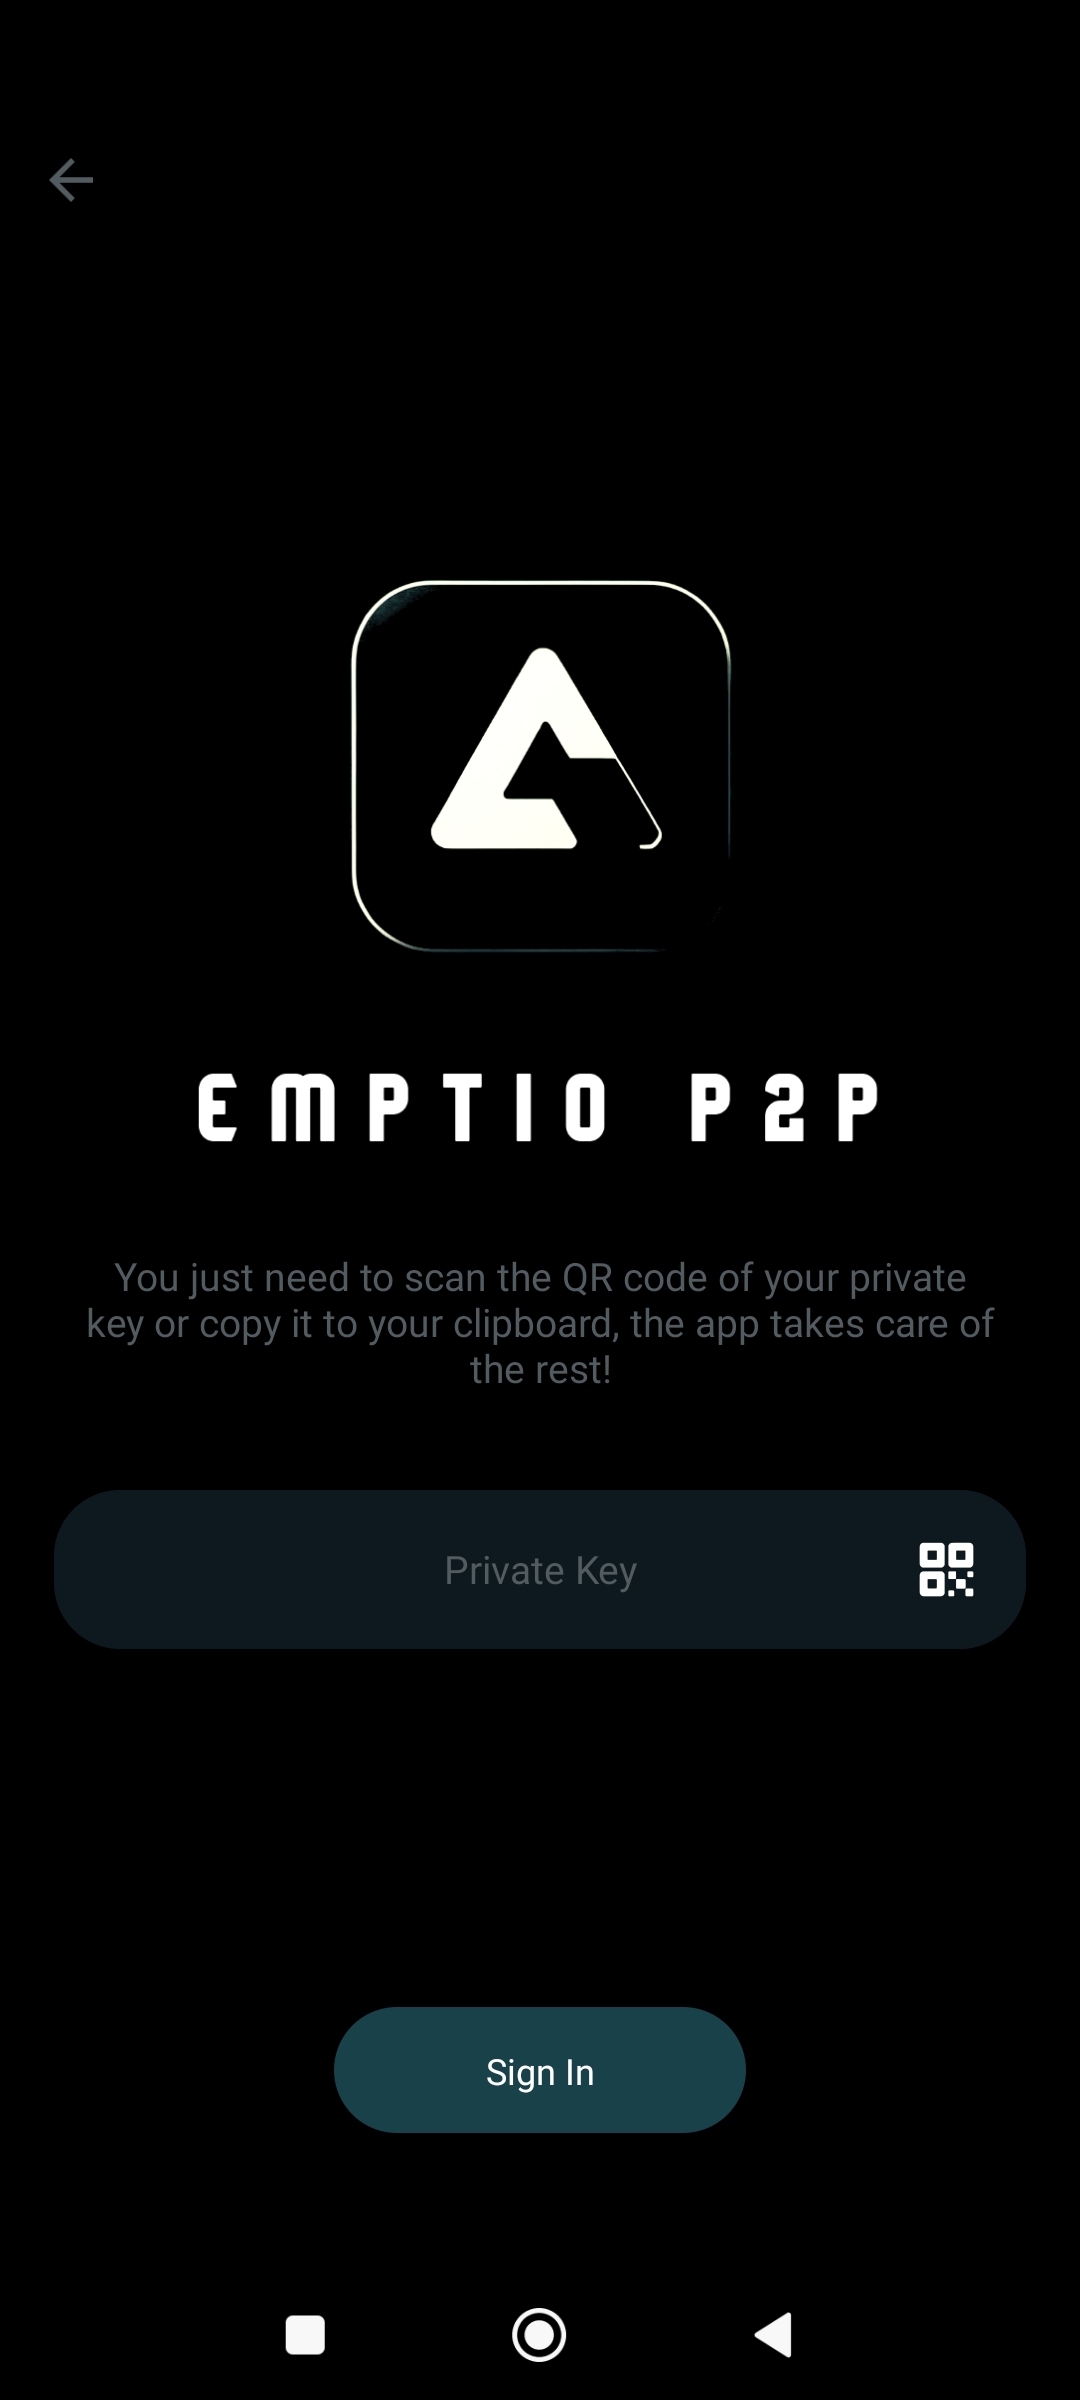 EMPTIO P2P
You just need to scan the QR code of your private
key or copy it to your clipboard, the app takes care of
the rest!
Private Key
Sign In